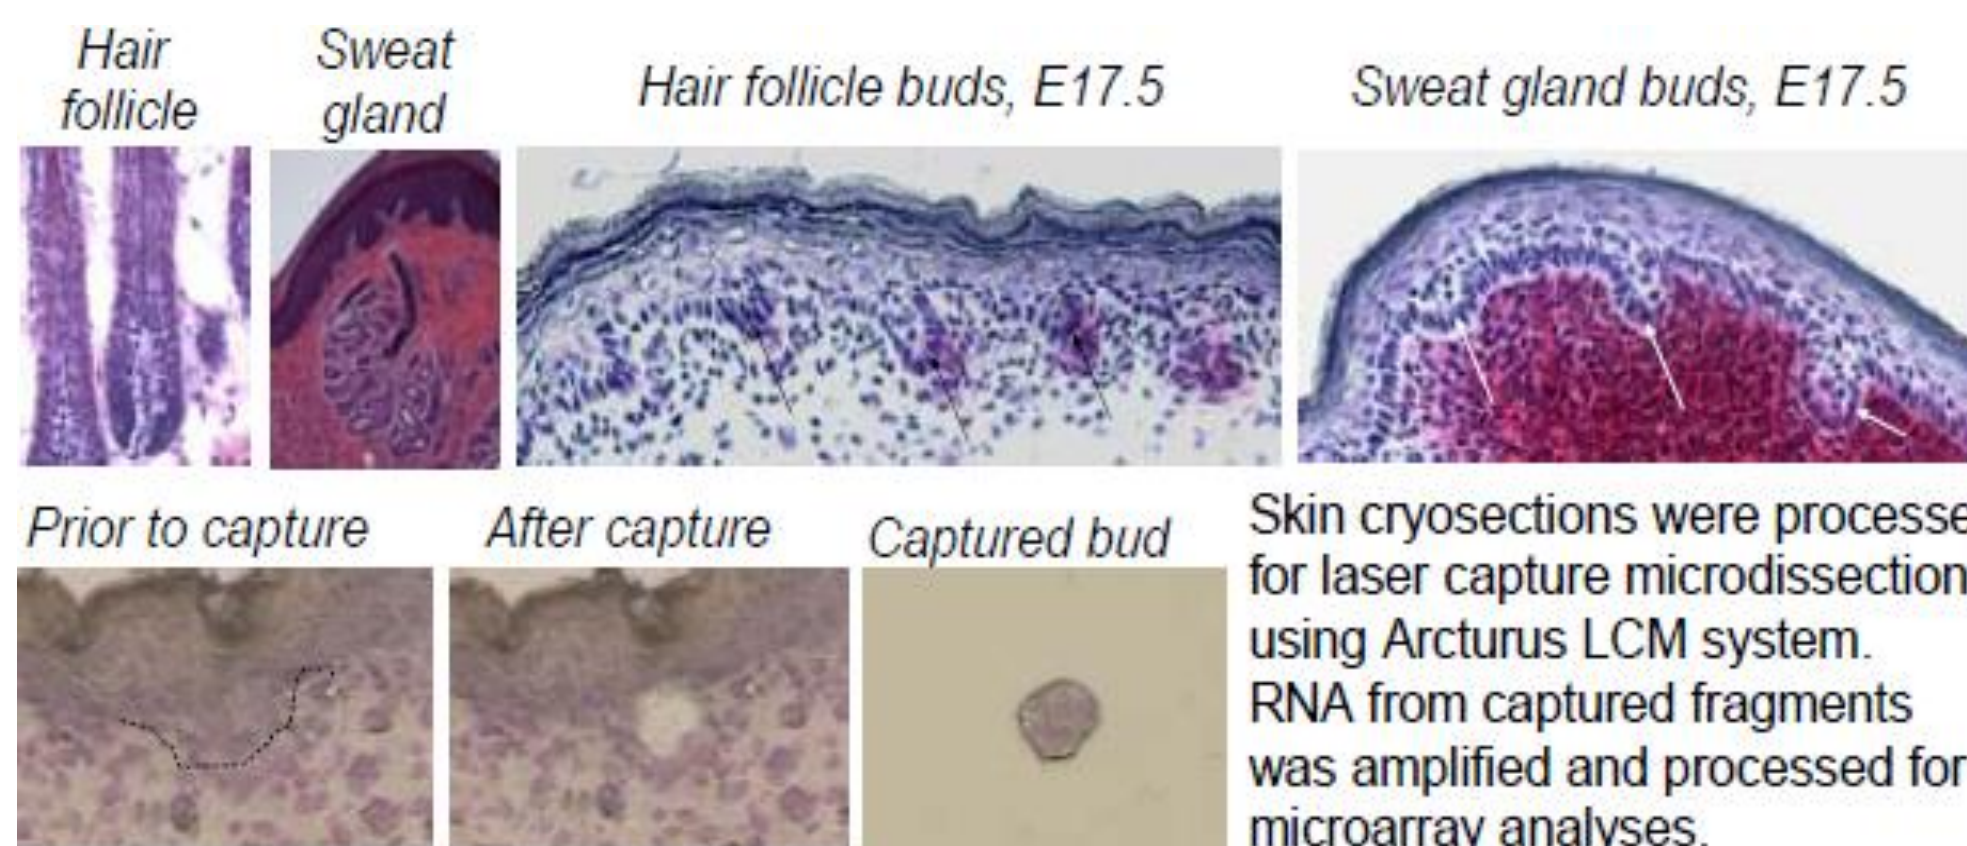 Hair
follicle
Sweat
gland
Hair follicle buds, E17.5
Sweat gland buds, E17.5
Prior to capture
After capture
Captured bud
Skin cryosections were processe
for laser capture microdissection
using Arcturus LCM system.
RNA from captured fragments
was amplified and processed for
microarray analyses.